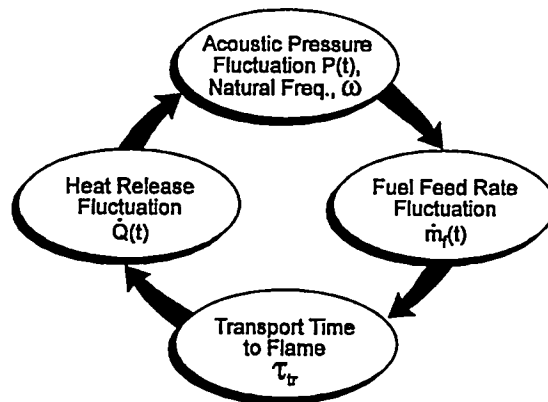 Acoustic Pressure
Fluctuation P(t),
Natural Freq., ω
Fuel Feed Rate
Fluctuation
ṁf(t)
Transport Time
to Flame
τtr
Heat Release
Fluctuation
Q̇(t)